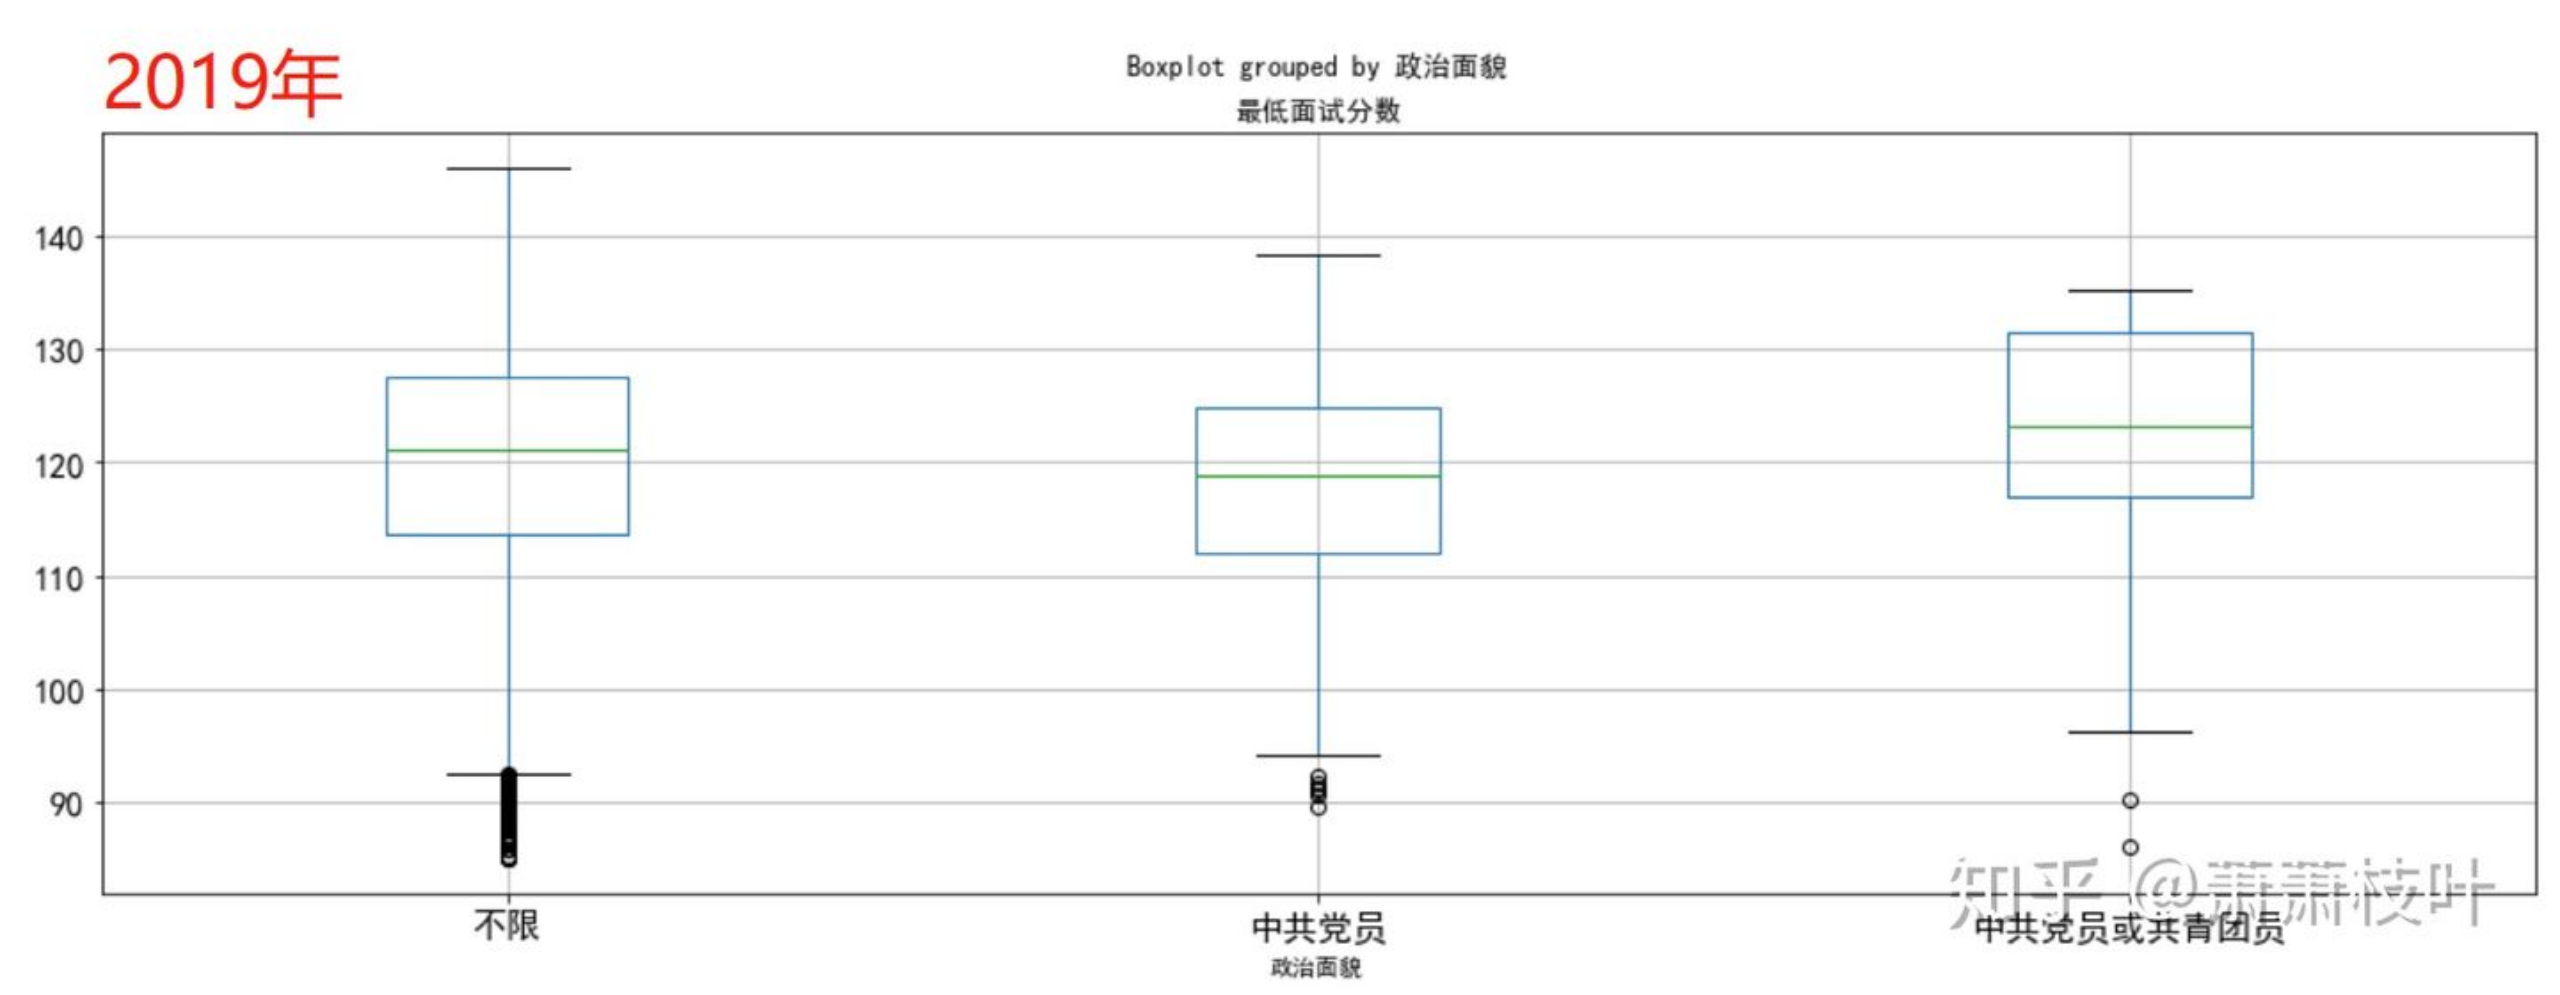 2019年
Boxplot grouped by 政治面貌
最低面试分数
140
130
120
110
100
90
不限
中共党员
中共党员或共青团员
政治面貌
知乎 @萧萧枝叶